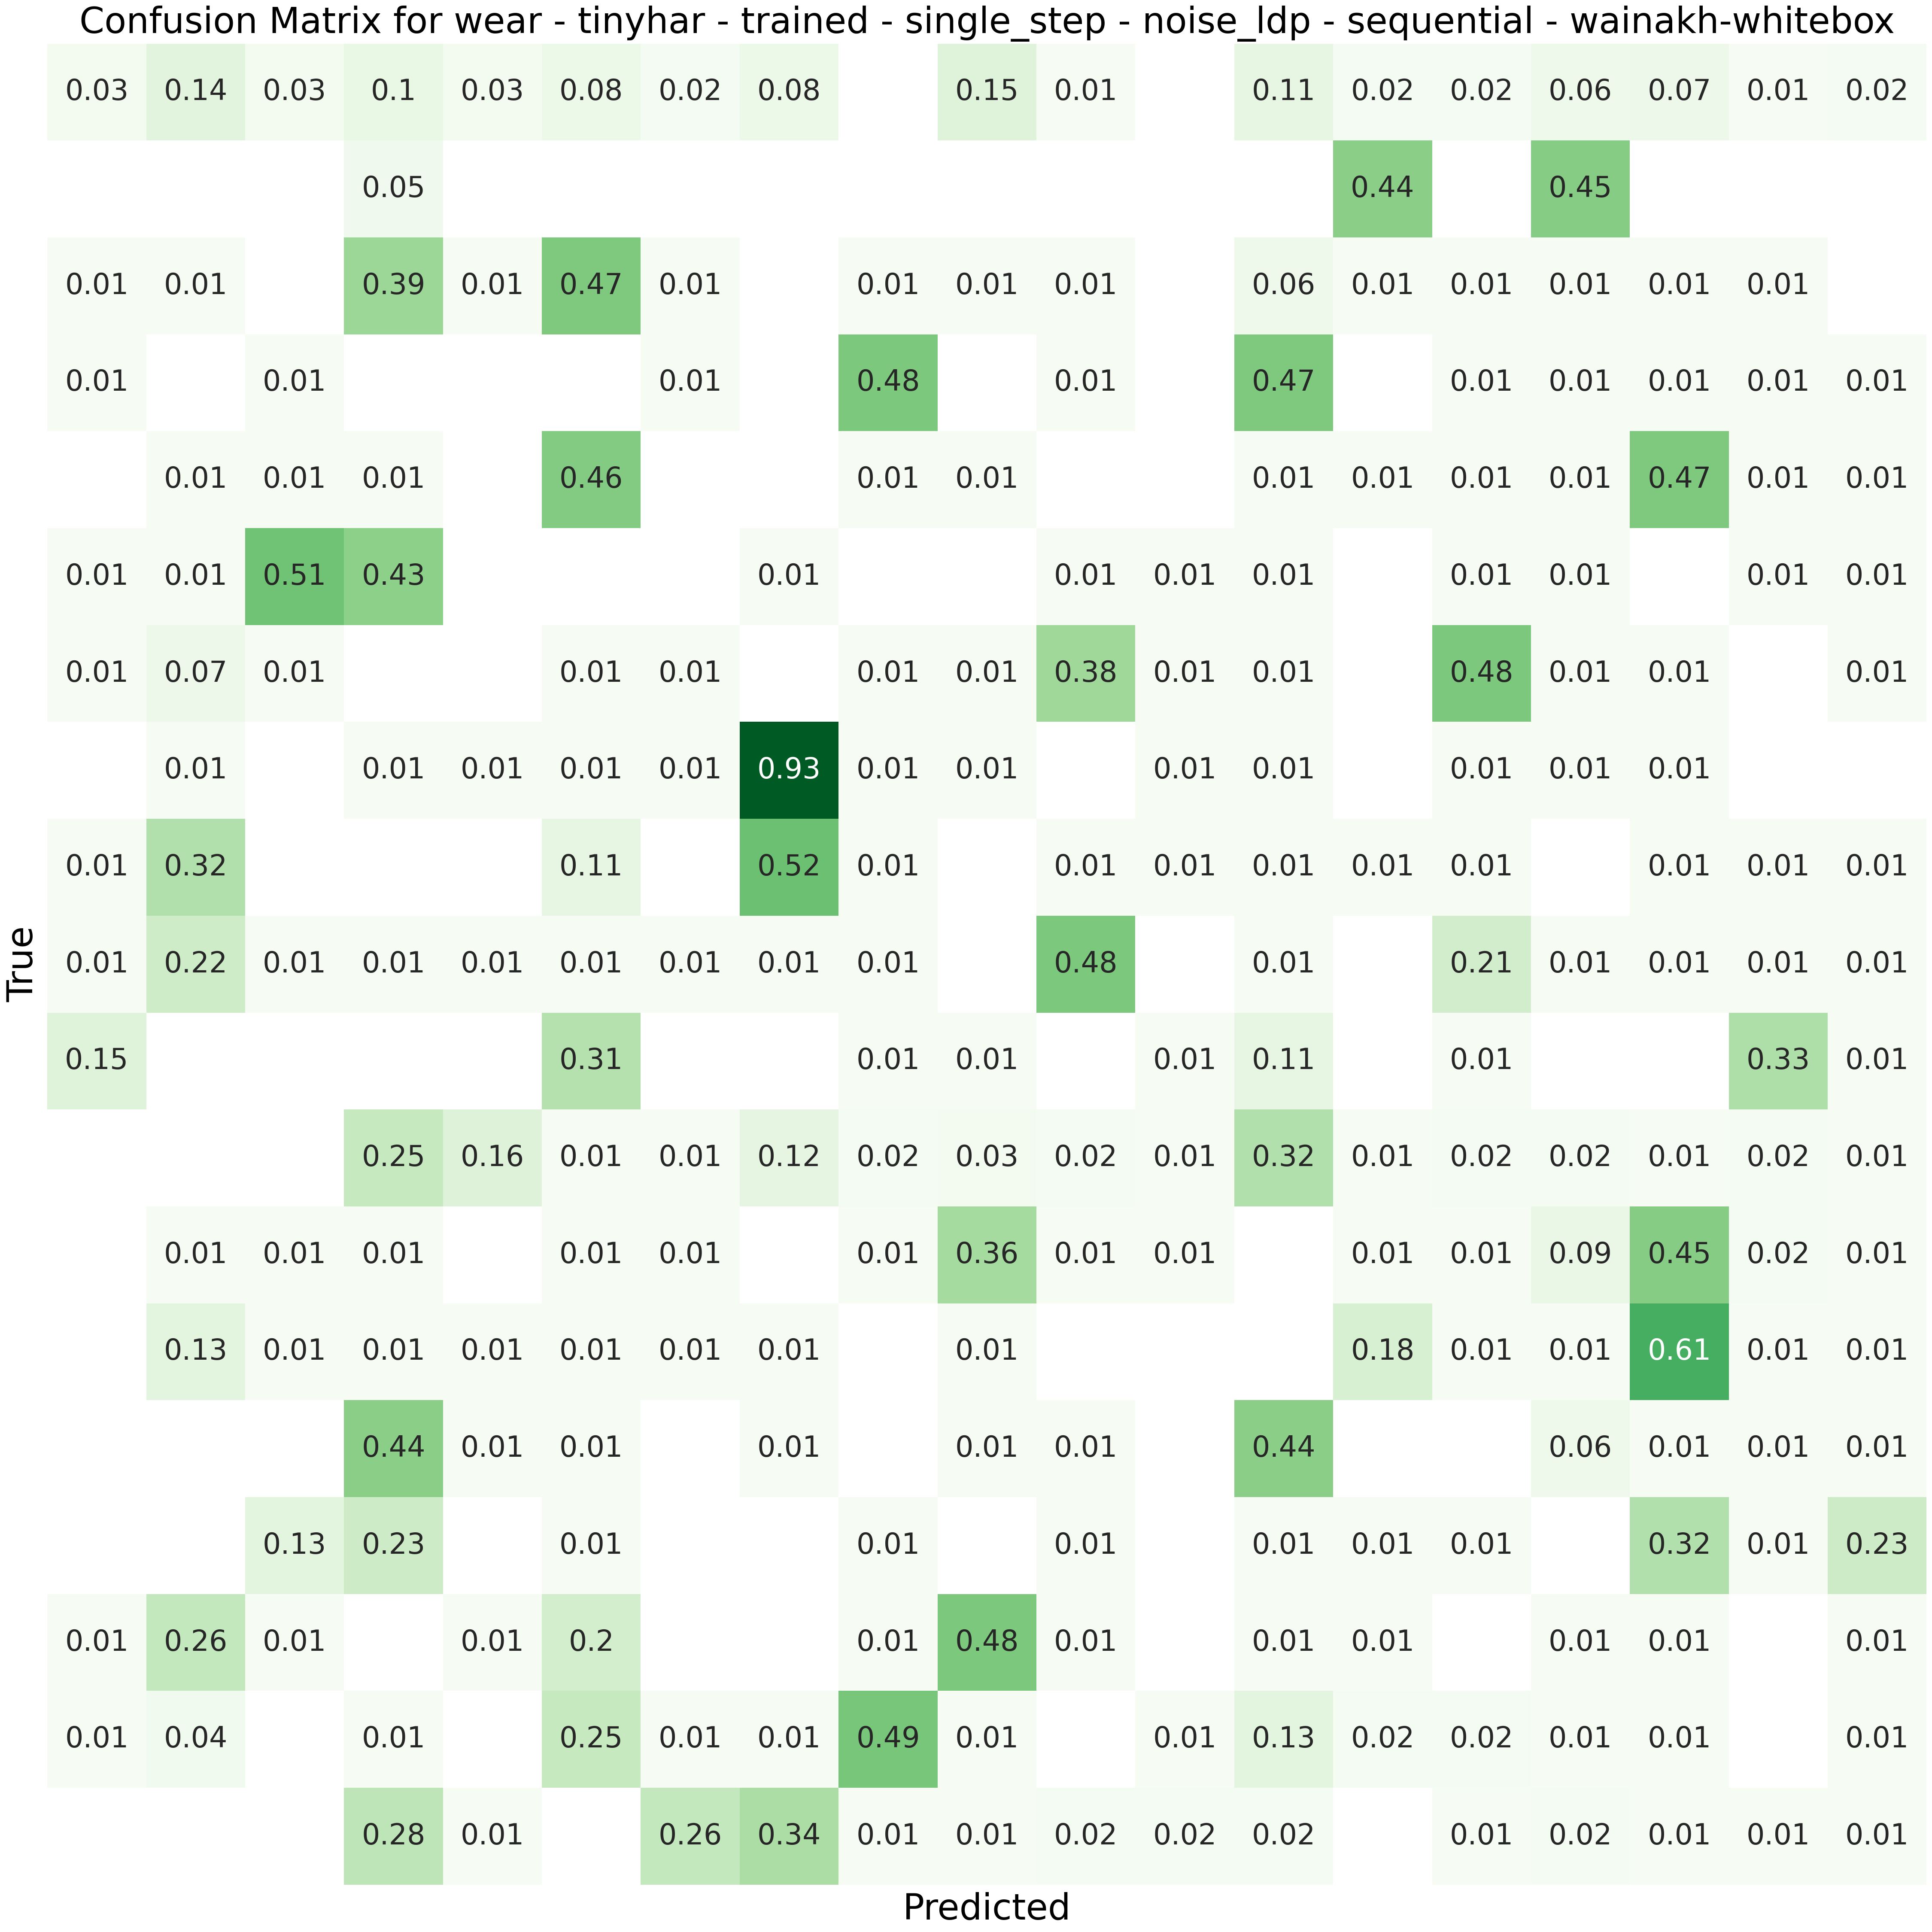 Confusion Matrix for wear - tinyhar - trained - single_step - noise_ldp - sequential - wainakh-whitebox
0.03 0.14 0.03 0.1 0.03 0.08 0.02 0.08 0.15 0.01 0.11 0.02 0.02 0.06 0.07 0.01 0.02
0.05 0.44 0.45
0.01 0.01 0.39 0.01 0.47 0.01 0.01 0.01 0.01 0.06 0.01 0.01 0.01 0.01 0.01
0.01 0.01 0.01 0.48 0.01 0.47 0.01 0.01 0.01 0.01 0.01
0.01 0.01 0.01 0.46 0.01 0.01 0.01 0.01 0.01 0.01 0.47 0.01 0.01
0.01 0.01 0.51 0.43 0.01 0.01 0.01 0.01 0.01 0.01 0.01 0.01
0.01 0.07 0.01 0.01 0.01 0.01 0.01 0.38 0.01 0.01 0.48 0.01 0.01 0.01
0.01 0.01 0.01 0.01 0.01 0.93 0.01 0.01 0.01 0.01 0.01 0.01 0.01
0.01 0.32 0.11 0.52 0.01 0.01 0.01 0.01 0.01 0.01 0.01 0.01 0.01
0.01 0.22 0.01 0.01 0.01 0.01 0.01 0.01 0.01 0.48 0.01 0.21 0.01 0.01 0.01 0.01
0.15 0.31 0.01 0.01 0.01 0.11 0.01 0.33 0.01
0.25 0.16 0.01 0.01 0.12 0.02 0.03 0.02 0.01 0.32 0.01 0.02 0.02 0.01 0.02 0.01
0.01 0.01 0.01 0.01 0.01 0.01 0.36 0.01 0.01 0.01 0.01 0.09 0.45 0.02 0.01
0.13 0.01 0.01 0.01 0.01 0.01 0.01 0.01 0.18 0.01 0.01 0.61 0.01 0.01
0.44 0.01 0.01 0.01 0.01 0.01 0.44 0.06 0.01 0.01 0.01
0.13 0.23 0.01 0.01 0.01 0.01 0.01 0.01 0.32 0.01 0.23
0.01 0.26 0.01 0.01 0.2 0.01 0.48 0.01 0.01 0.01 0.01 0.01 0.01
0.01 0.04 0.01 0.25 0.01 0.01 0.49 0.01 0.01 0.13 0.02 0.02 0.01 0.01 0.01
0.28 0.01 0.26 0.34 0.01 0.01 0.02 0.02 0.02 0.01 0.02 0.01 0.01 0.01
True
Predicted